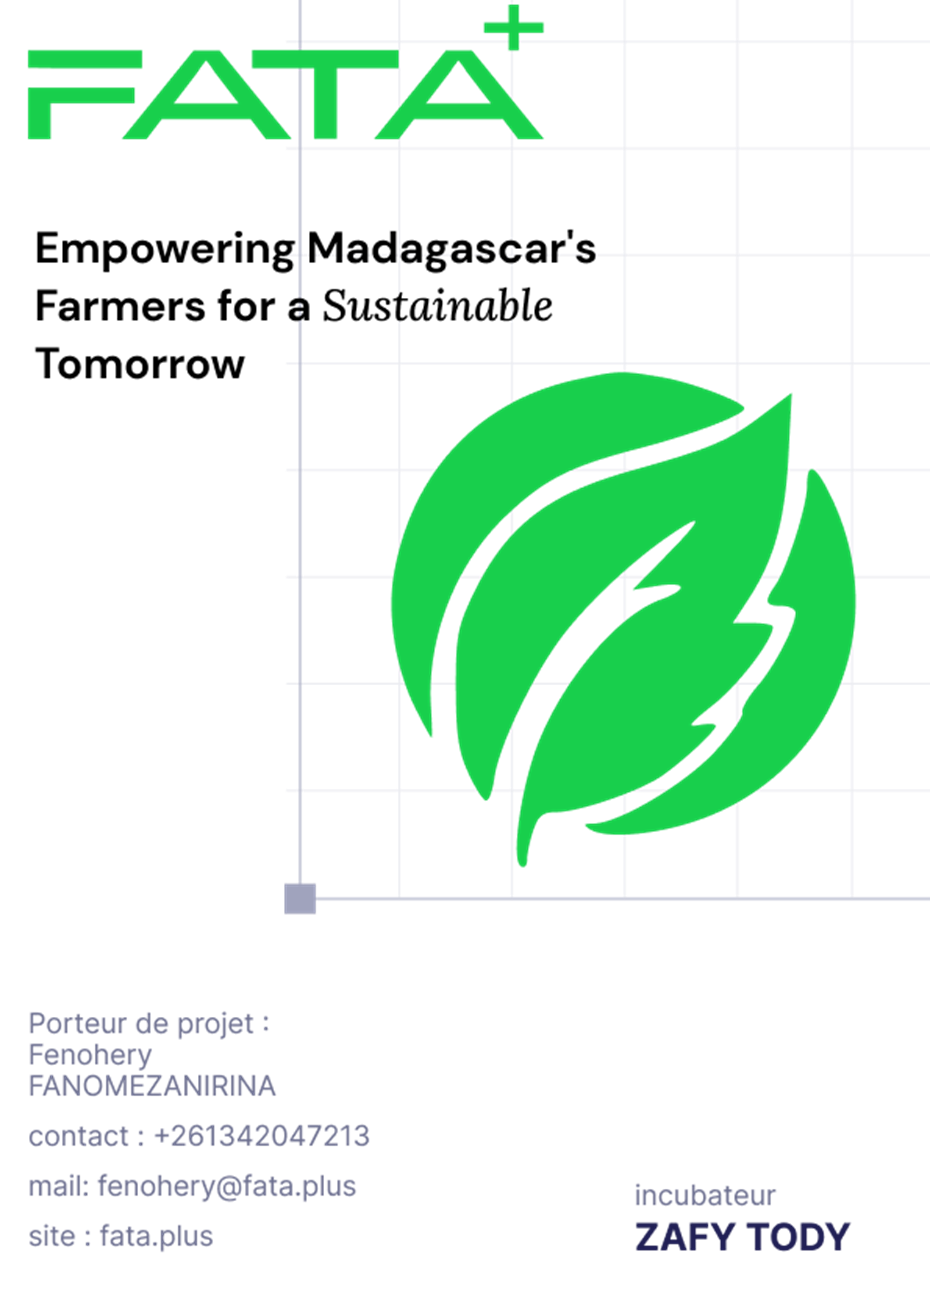 FATA+
Empowering Madagascar's
Farmers for a Sustainable
Tomorrow
Porteur de projet :
Fenohery
FANOMEZANIRINA
contact : +261342047213
mail: fenohery@fata.plus
site : fata.plus
incubateur
ZAFY TODY